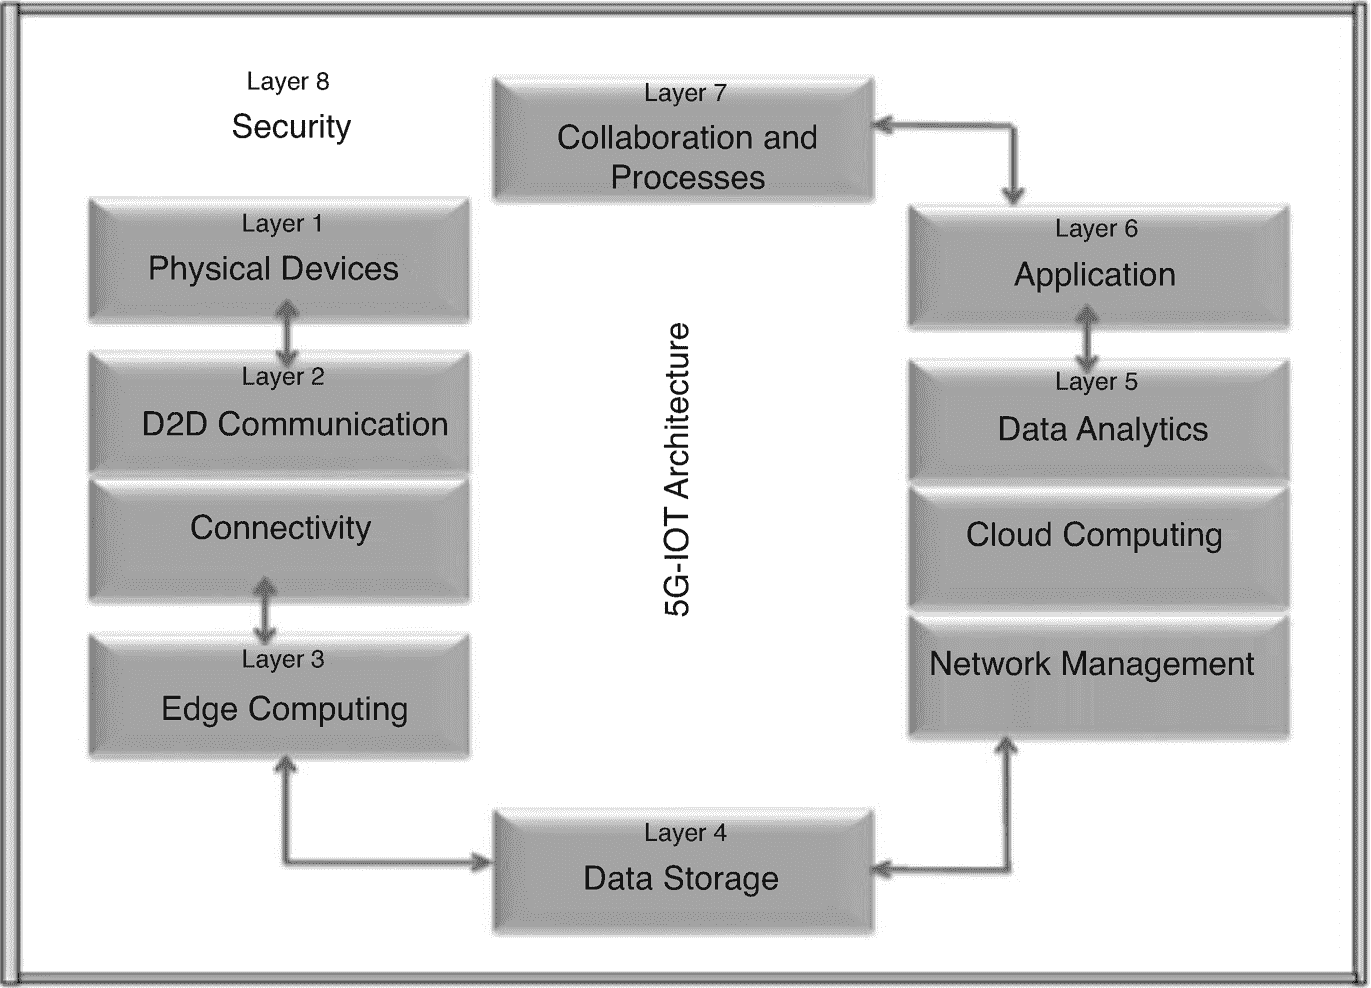 Layer 8
Security
Layer 7
Collaboration and
Processes
Layer 1
Physical Devices
Layer 2
D2D Communication
Connectivity
Layer 3
Edge Computing
5G-IOT Architecture
Layer 6
Application
Layer 5
Data Analytics
Cloud Computing
Network Management
Layer 4
Data Storage